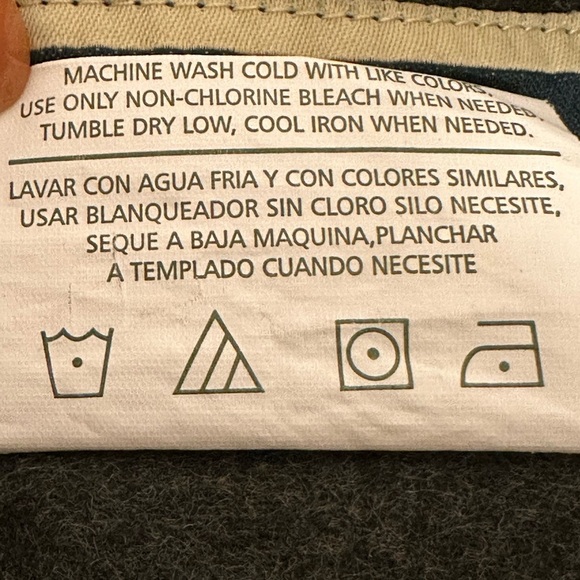 MACHINE WASH COLD WITH LIKE COLORS.
USE ONLY NON-CHLORINE BLEACH WHEN NEEDED.
TUMBLE DRY LOW, COOL IRON WHEN NEEDED.
LAVAR CON AGUA FRIA Y CON COLORES SIMILARES,
USAR BLANQUEADOR SIN CLORO SILO NECESITE,
SEQUE A BAJA MAQUINA,PLANCHAR
A TEMPLADO CUANDO NECESITE